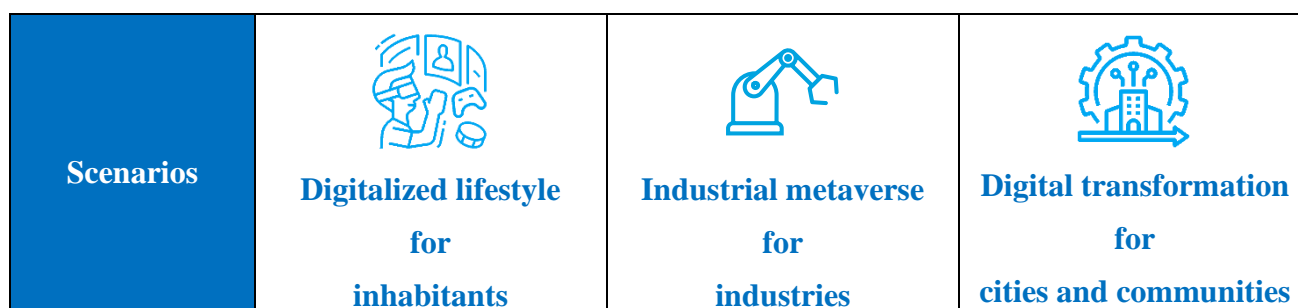 Scenarios
Digitalized lifestyle
for
inhabitants
Industrial metaverse
for
industries
Digital transformation
for
cities and communities